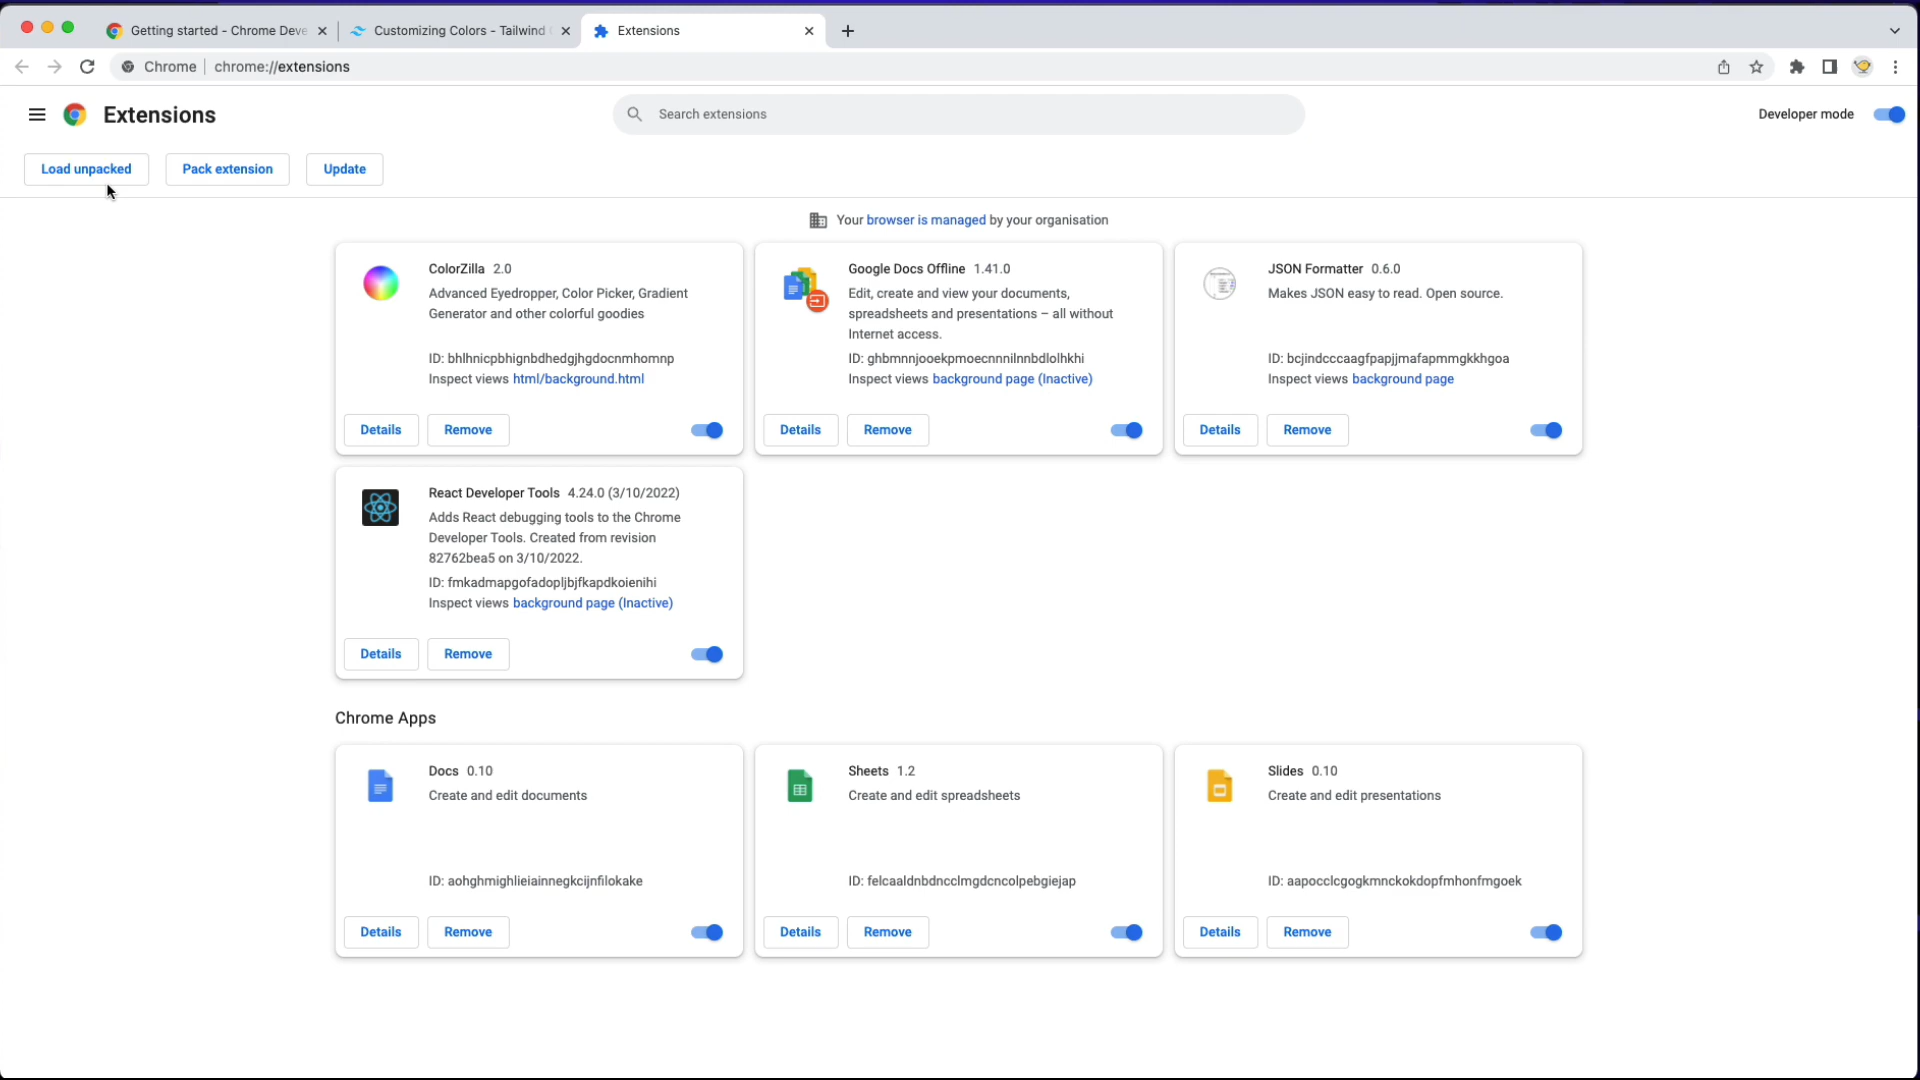 Getting started - Chrome Deve
Customizing Colors - Tailwind
Extensions
Chrome
chrome://extensions
Extensions
Search extensions
Developer mode
Load unpacked
Pack extension
Update
Your browser is managed by your organisation
ColorZilla 2.0
Advanced Eyedropper, Color Picker, Gradient
Generator and other colorful goodies
ID: bhlhnicpbhignbdhedgjhgdocnmhomnp
Inspect views html/background.html
Details
Remove
Google Docs Offline 1.41.0
Edit, create and view your documents,
spreadsheets and presentations – all without
Internet access.
ID: ghbmnnjooekpmoecnnnilnnbdlolhkhi
Inspect views background page (Inactive)
Details
Remove
JSON Formatter 0.6.0
Makes JSON easy to read. Open source.
ID: bcjindcccaagfpapjjmafapmmgkkhgoa
Inspect views background page
Details
Remove
React Developer Tools 4.24.0 (3/10/2022)
Adds React debugging tools to the Chrome
Developer Tools. Created from revision
82762bea5 on 3/10/2022.
ID: fmkadmapgofadopljbjfkapdkoienihi
Inspect views background page (Inactive)
Details
Remove
Chrome Apps
Docs 0.10
Create and edit documents
ID: aohghmighlieiainnegkcijnfilokake
Details
Remove
Sheets 1.2
Create and edit spreadsheets
ID: felcaaldnbdncclmgdcncolpebgiejap
Details
Remove
Slides 0.10
Create and edit presentations
ID: aapocclcgogkmnckokdopfmhonfmgoek
Details
Remove